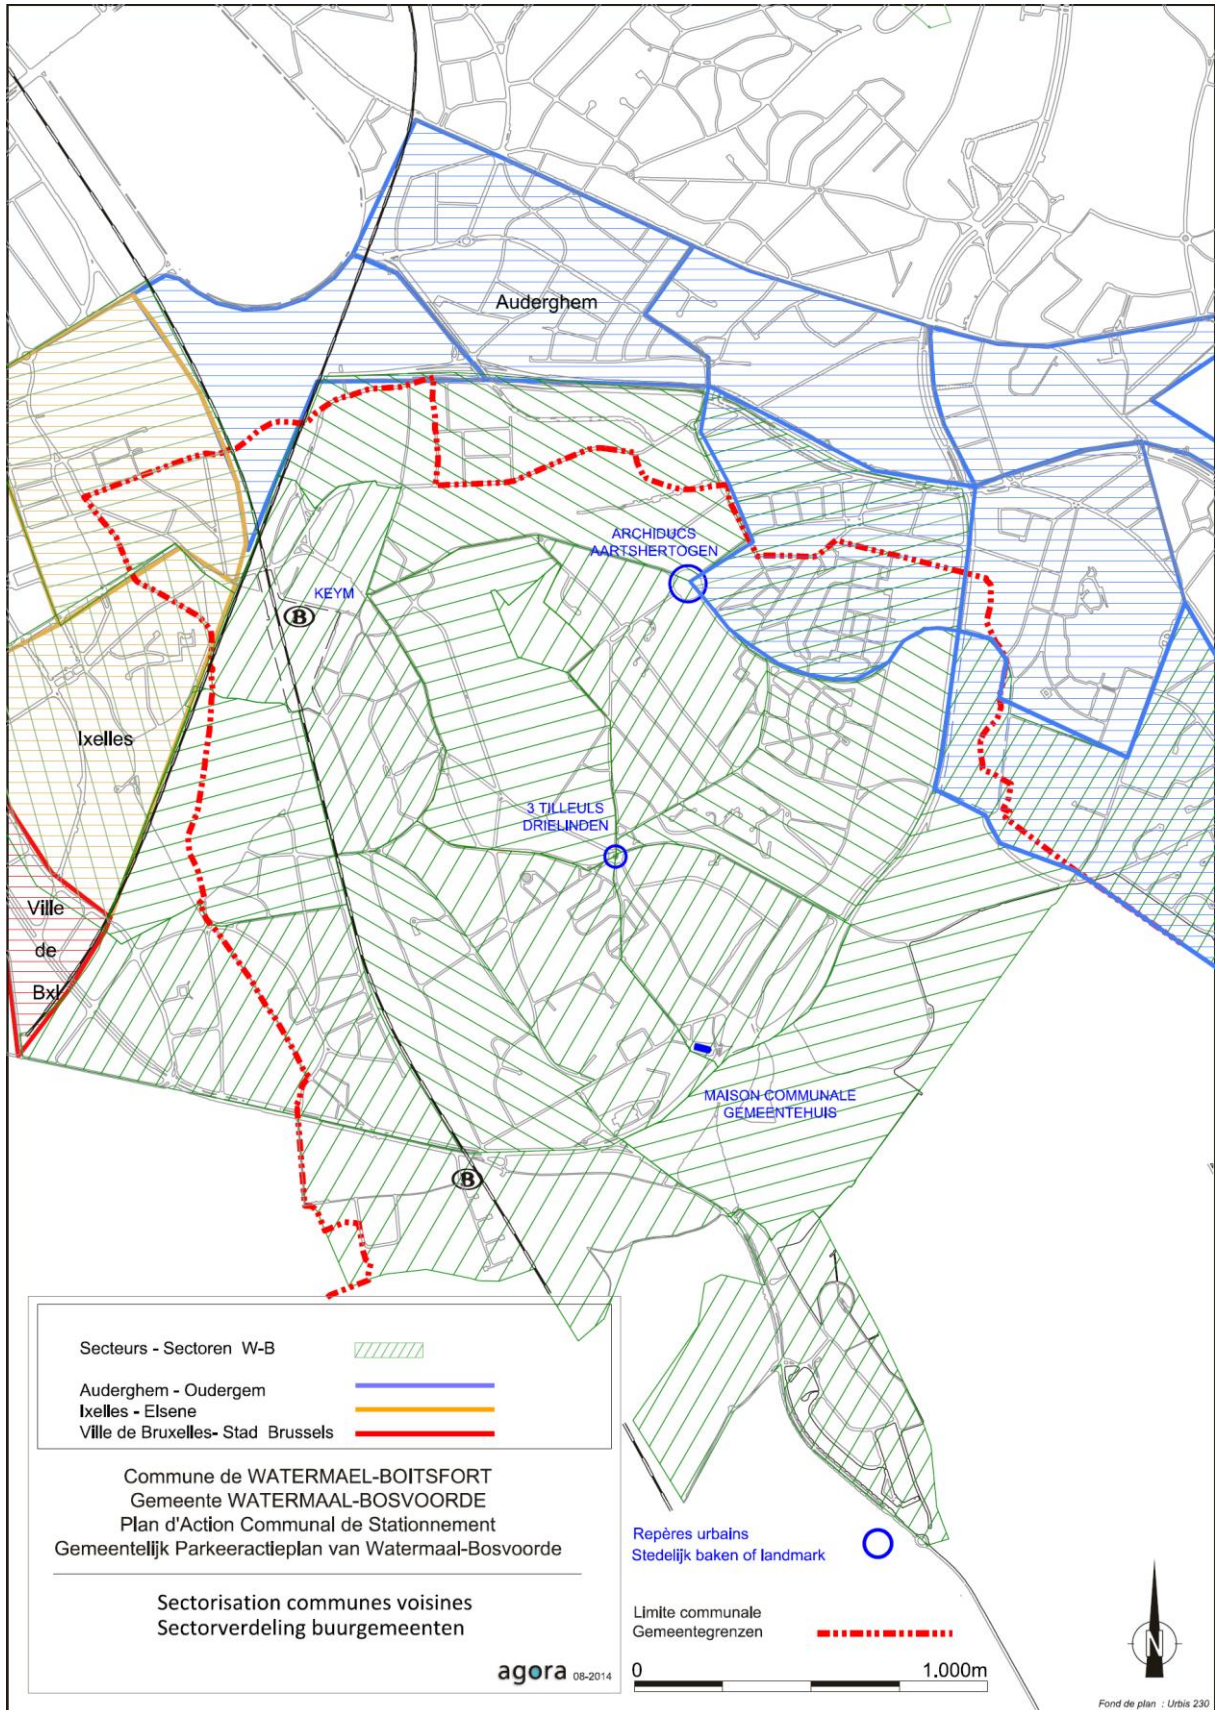 Auderghem
ARCHIDUCS
AARTSHERTOGEN
KEYM
B
Ixelles
3 TILLEULS
DRIELINDEN
Ville
de
Bxl
MAISON COMMUNALE
GEMEENTEHUIS
B
Secteurs - Sectoren W-B
Auderghem - Oudergem
Ixelles - Elsene
Ville de Bruxelles- Stad Brussels
Commune de WATERMAEL-BOITSFORT
Gemeente WATERMAAL-BOSVOORDE
Plan d'Action Communal de Stationnement
Gemeentelijk Parkeeractieplan van Watermaal-Bosvoorde
Sectorisation communes voisines
Sectorverdeling buurgemeenten
agora 08-2014
Repères urbains
Stedelijk baken of landmark
Limite communale
Gemeentegrenzen
0 1.000m
N
Fond de plan : Urbis 230